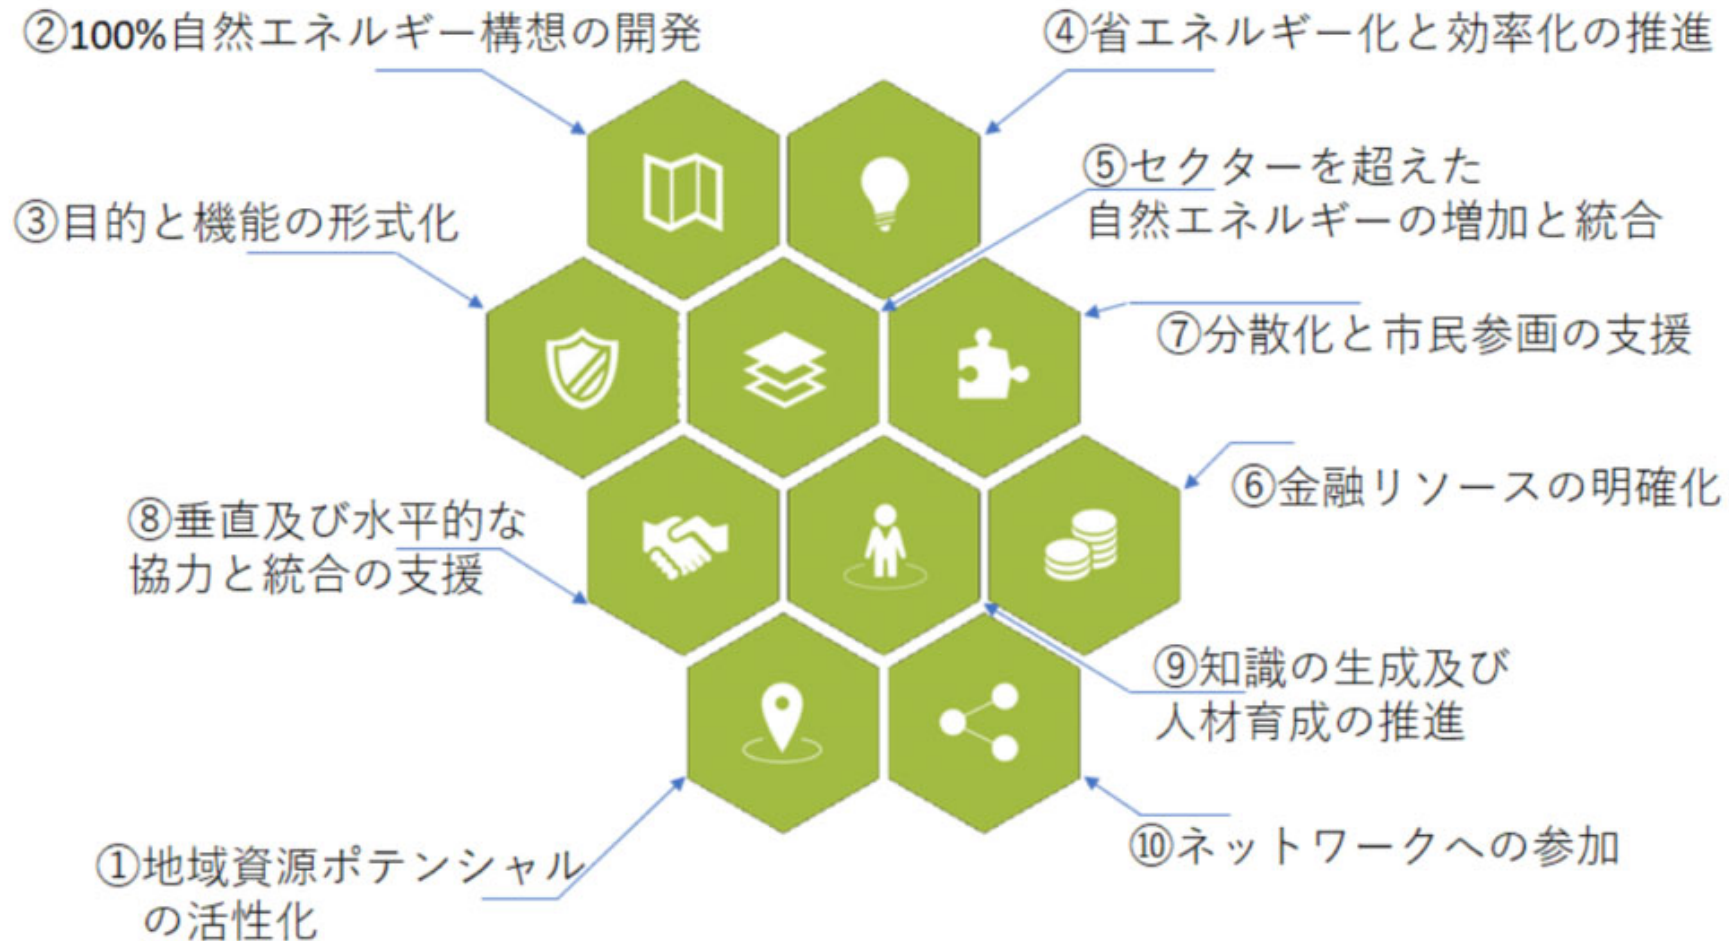 ②100%自然エネルギー構想の開発
④省エネルギー化と効率化の推進
⑤セクターを超えた
自然エネルギーの増加と統合
③目的と機能の形式化
⑦分散化と市民参画の支援
⑥金融リソースの明確化
⑧垂直及び水平的な
協力と統合の支援
⑨知識の生成及び
人材育成の推進
⑩ネットワークへの参加
①地域資源ポテンシャル
の活性化